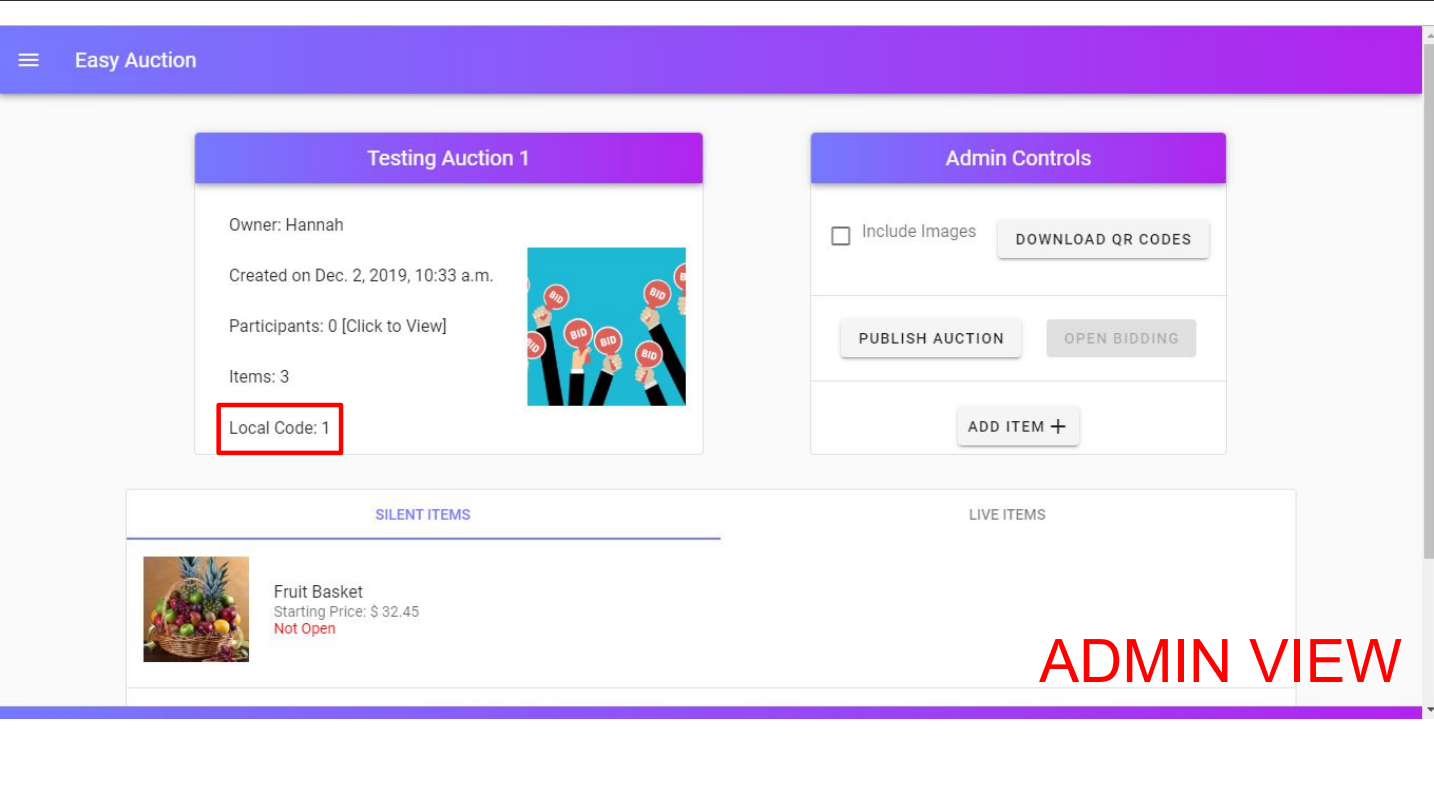 Easy Auction
Testing Auction 1
Owner: Hannah
Created on Dec. 2, 2019, 10:33 a.m.
Participants: 0 [Click to View]
Items: 3
Local Code: 1
BID
BID
BID
BID
BID
Admin Controls
Include Images
DOWNLOAD QR CODES
PUBLISH AUCTION
OPEN BIDDING
ADD ITEM
SILENT ITEMS
LIVE ITEMS
Fruit Basket
Starting Price: $ 32.45
Not Open
ADMIN VIEW